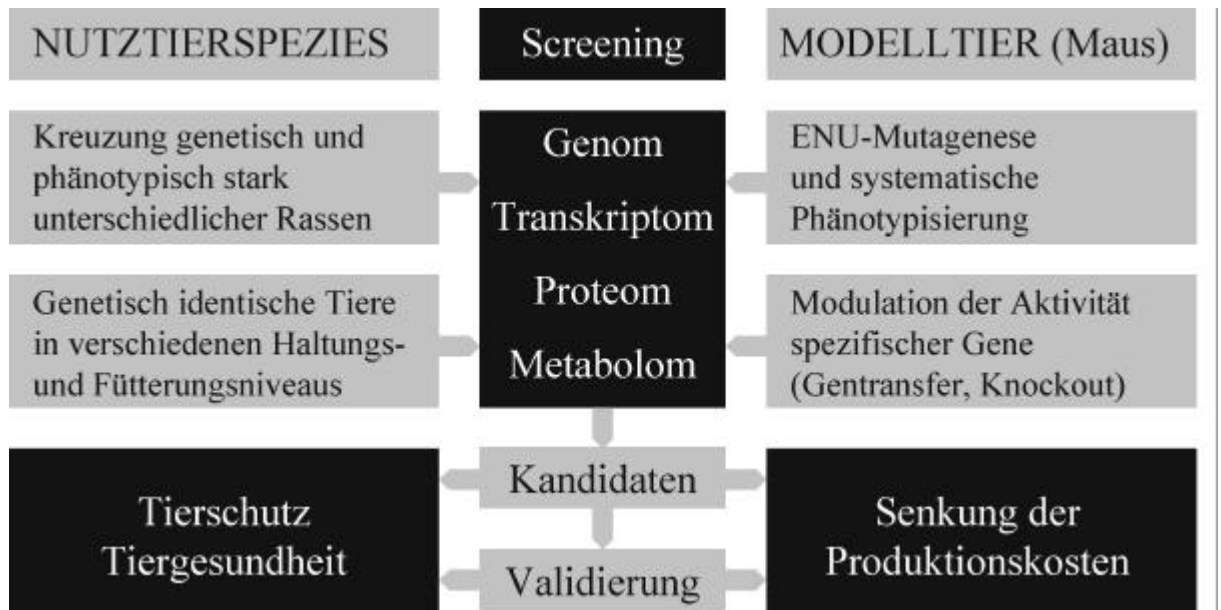 NUTZTIERSPEZIES
Screening
MODELLTIER (Maus)
Kreuzung genetisch und
phänotypisch stark
unterschiedlicher Rassen
Genom
Transkriptom
Proteom
Metabolom
ENU-Mutagenese
und systematische
Phänotypisierung
Genetisch identische Tiere
in verschiedenen Haltungs-
und Fütterungsniveaus
Modulation der Aktivität
spezifischer Gene
(Gentransfer, Knockout)
Tierschutz
Tiergesundheit
Kandidaten
Validierung
Senkung der
Produktionskosten